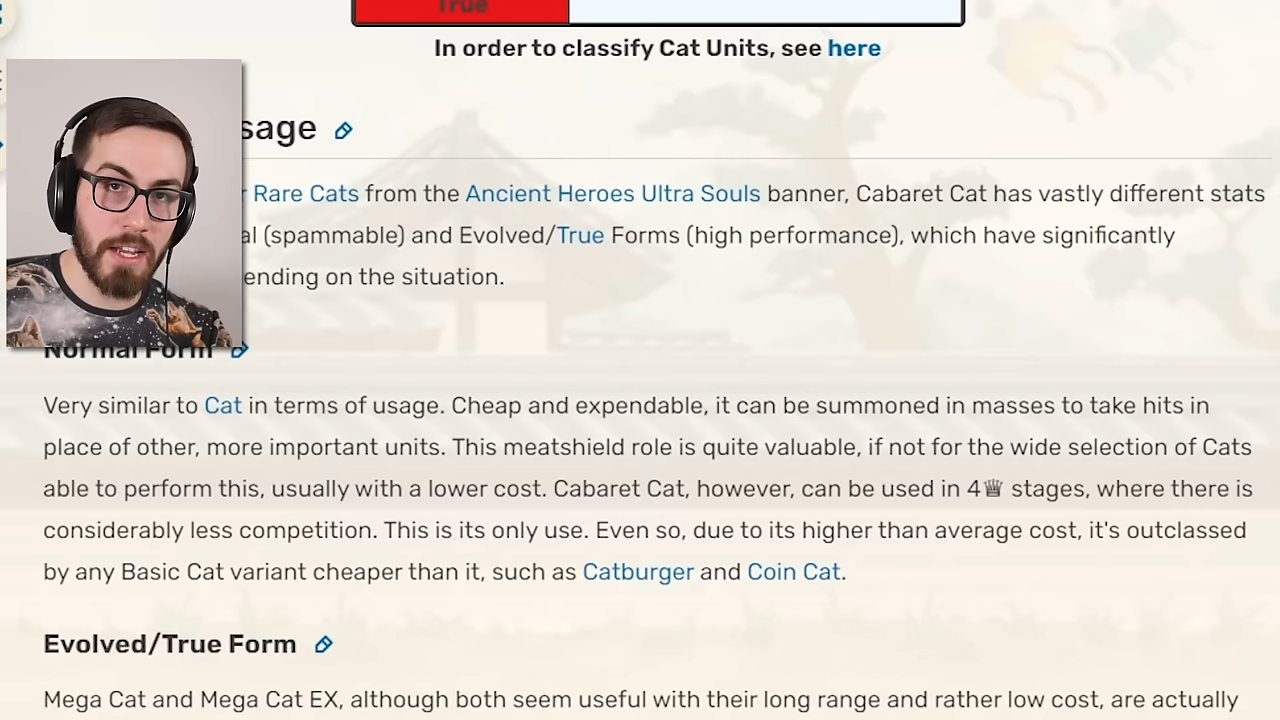 True
In order to classify Cat Units, see here
sage
Rare Cats from the Ancient Heroes Ultra Souls banner, Cabaret Cat has vastly different stats
al (spammable) and Evolved/True Forms (high performance), which have significantly
ending on the situation.
Normal Form
Very similar to Cat in terms of usage. Cheap and expendable, it can be summoned in masses to take hits in
place of other, more important units. This meatshield role is quite valuable, if not for the wide selection of Cats
able to perform this, usually with a lower cost. Cabaret Cat, however, can be used in 4♛ stages, where there is
considerably less competition. This is its only use. Even so, due to its higher than average cost, it's outclassed
by any Basic Cat variant cheaper than it, such as Catburger and Coin Cat.
Evolved/True Form
Mega Cat and Mega Cat EX, although both seem useful with their long range and rather low cost, are actually